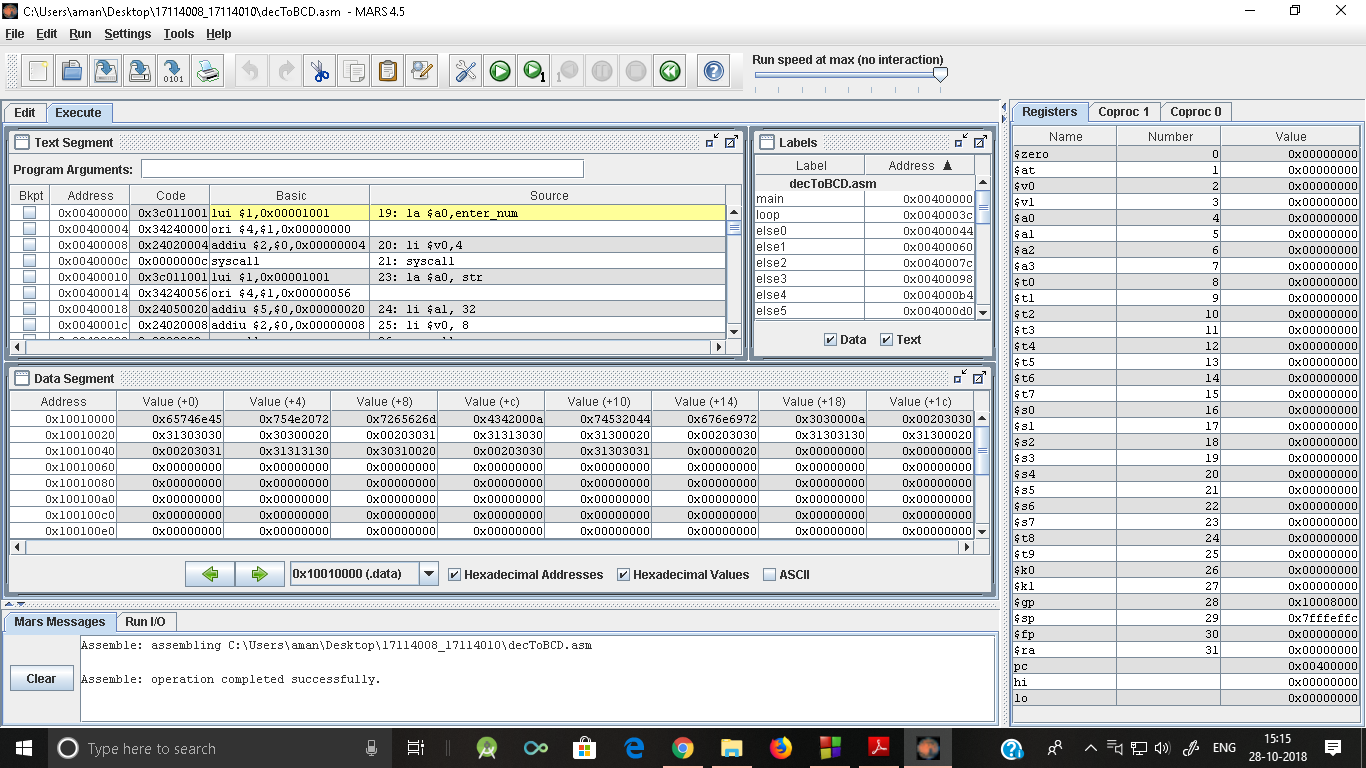 C:\Users\aman\Desktop\17114008_17114010\decToBCD.asm - MARS 4.5
File Edit Run Settings Tools Help
Run speed at max (no interaction)
Edit Execute
Text Segment
Program Arguments:
Bkpt Address Code Basic Source
0x00400000 0x3c011001 lui $1,0x00001001 19: la $a0,enter_num
0x00400004 0x34240000 ori $4,$1,0x00000000
0x00400008 0x24020004 addiu $2,$0,0x00000004 20: li $v0,4
0x0040000c 0x0000000c syscall 21: syscall
0x00400010 0x3c011001 lui $1,0x00001001 23: la $a0, str
0x00400014 0x34240056 ori $4,$1,0x00000056
0x00400018 0x24050020 addiu $5,$0,0x00000020 24: li $a1, 32
0x0040001c 0x24020008 addiu $2,$0,0x00000008 25: li $v0, 8
Labels
Label Address ▲
decToBCD.asm
main 0x00400000
loop 0x0040003c
else0 0x00400044
else1 0x00400060
else2 0x0040007c
else3 0x00400098
else4 0x004000b4
else5 0x004000d0
Data Text
Data Segment
Address Value (+0) Value (+4) Value (+8) Value (+c) Value (+10) Value (+14) Value (+18) Value (+1c)
0x10010000 0x65746e45 0x754e2072 0x7265626d 0x4342000a 0x74532044 0x676e6972 0x3030000a 0x00203030
0x10010020 0x31303030 0x30300020 0x00203031 0x31313030 0x31300020 0x00203030 0x31303130 0x31300020
0x10010040 0x00203031 0x31313130 0x30310020 0x00203030 0x31303031 0x00000020 0x00000000 0x00000000
0x10010060 0x00000000 0x00000000 0x00000000 0x00000000 0x00000000 0x00000000 0x00000000 0x00000000
0x10010080 0x00000000 0x00000000 0x00000000 0x00000000 0x00000000 0x00000000 0x00000000 0x00000000
0x100100a0 0x00000000 0x00000000 0x00000000 0x00000000 0x00000000 0x00000000 0x00000000 0x00000000
0x100100c0 0x00000000 0x00000000 0x00000000 0x00000000 0x00000000 0x00000000 0x00000000 0x00000000
0x100100e0 0x00000000 0x00000000 0x00000000 0x00000000 0x00000000 0x00000000 0x00000000 0x00000000
0x10010000 (.data) Hexadecimal Addresses Hexadecimal Values ASCII
Mars Messages Run I/O
Assemble: assembling C:\Users\aman\Desktop\17114008_17114010\decToBCD.asm
Assemble: operation completed successfully.
Clear
Registers Coproc 1 Coproc 0
Name Number Value
$zero 0 0x00000000
$at 1 0x00000000
$v0 2 0x00000000
$v1 3 0x00000000
$a0 4 0x00000000
$a1 5 0x00000000
$a2 6 0x00000000
$a3 7 0x00000000
$t0 8 0x00000000
$t1 9 0x00000000
$t2 10 0x00000000
$t3 11 0x00000000
$t4 12 0x00000000
$t5 13 0x00000000
$t6 14 0x00000000
$t7 15 0x00000000
$s0 16 0x00000000
$s1 17 0x00000000
$s2 18 0x00000000
$s3 19 0x00000000
$s4 20 0x00000000
$s5 21 0x00000000
$s6 22 0x00000000
$s7 23 0x00000000
$t8 24 0x00000000
$t9 25 0x00000000
$k0 26 0x00000000
$k1 27 0x00000000
$gp 28 0x10008000
$sp 29 0x7fffeffc
$fp 30 0x00000000
$ra 31 0x00000000
pc 0x00400000
hi 0x00000000
lo 0x00000000
Type here to search
ENG
15:15
28-10-2018